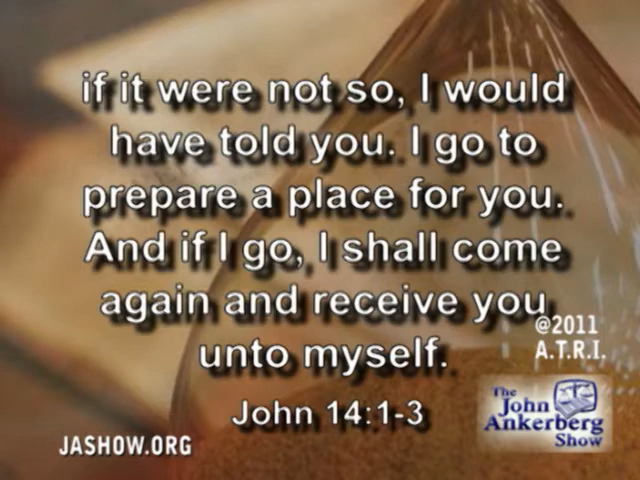 if it were not so, I would
have told you. I go to
prepare a place for you.
And if I go, I shall come
again and receive you
unto myself.
John 14:1-3
@2011
A.T.R.I.
The
John
Ankerberg
Show
JASHOW.ORG